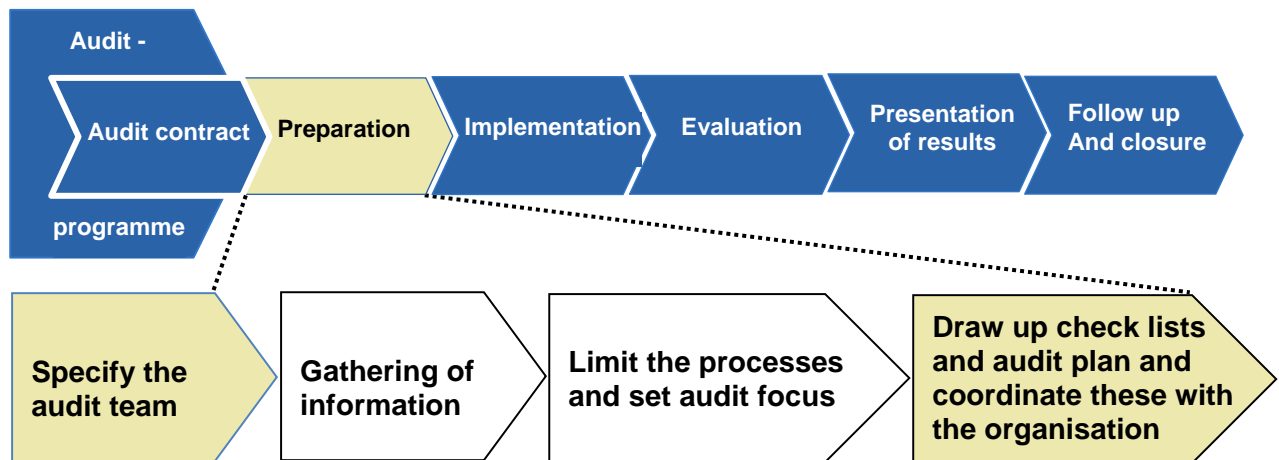 Audit -
programme
Audit contract
Preparation
Implementation
Evaluation
Presentation
of results
Follow up
And closure
Specify the
audit team
Gathering of
information
Limit the processes
and set audit focus
Draw up check lists
and audit plan and
coordinate these with
the organisation